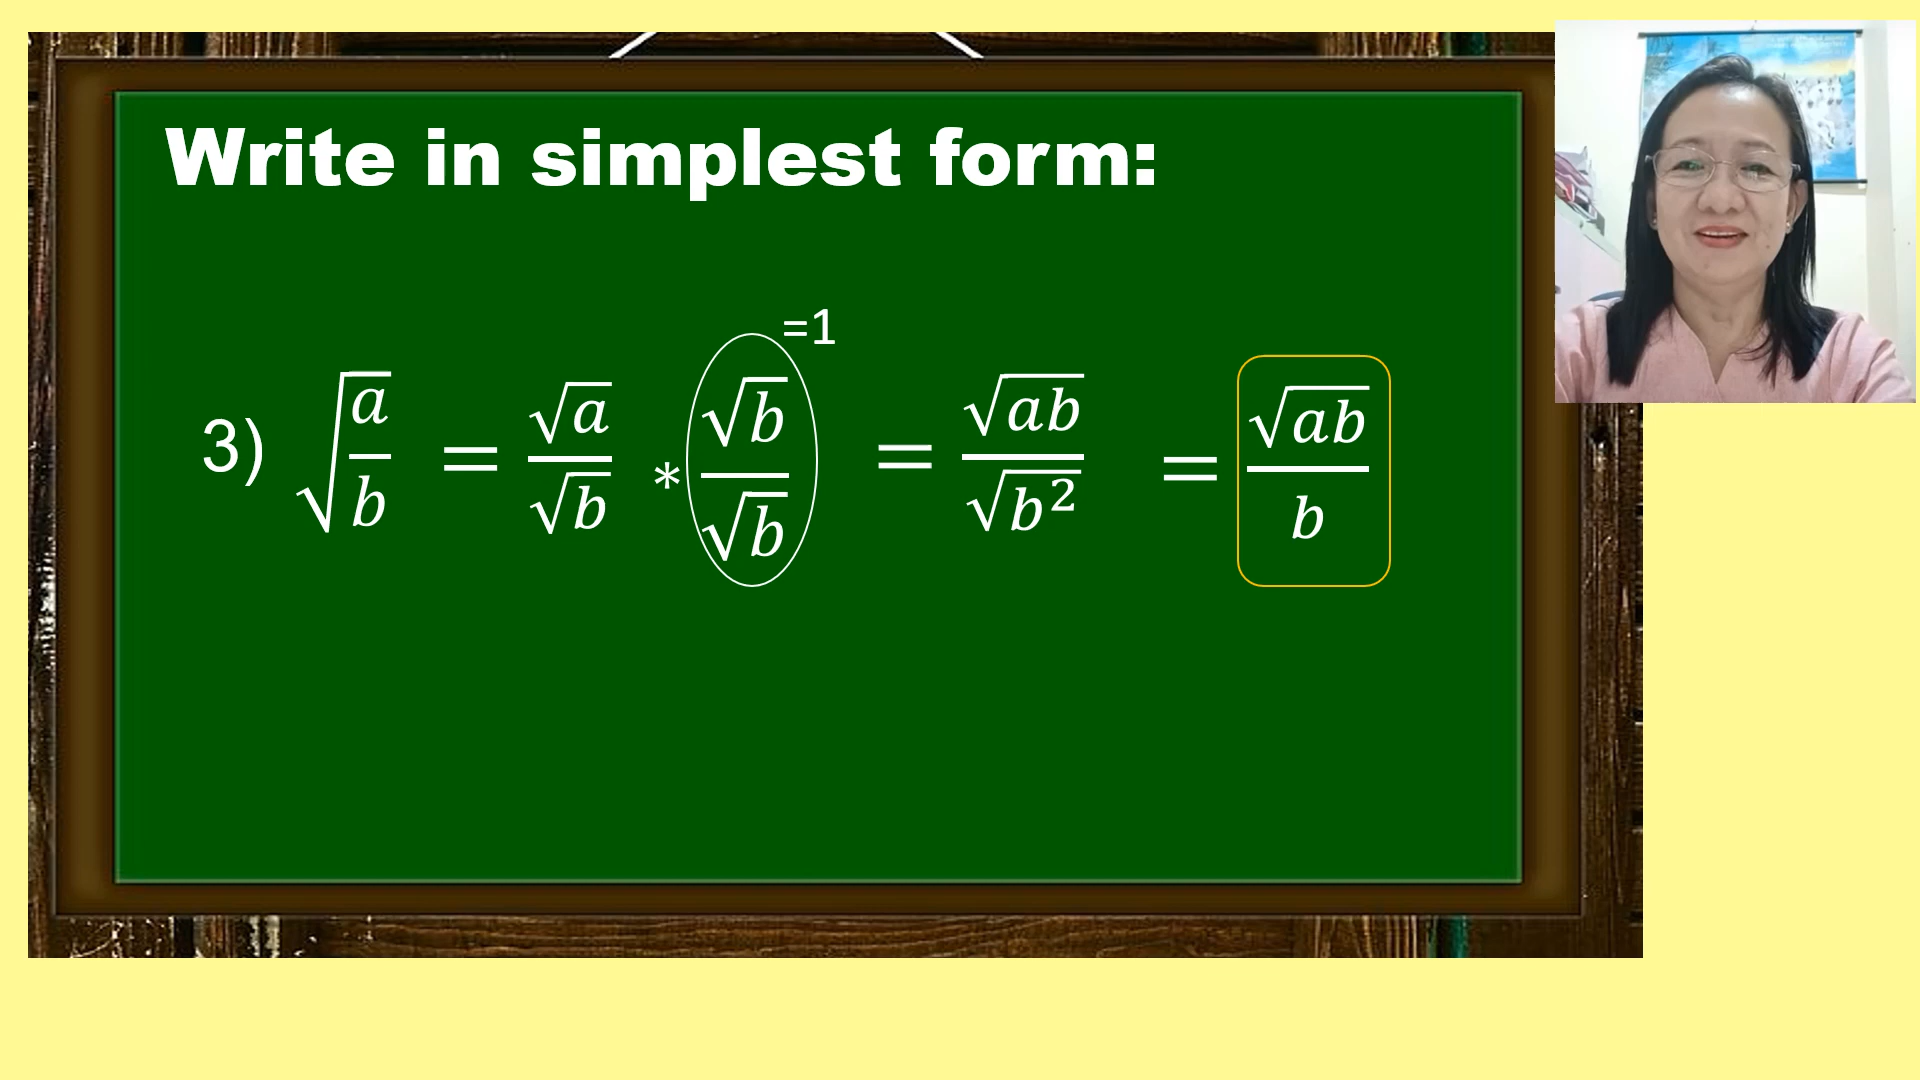 Write in simplest form:
3) √(a/b) = √a/√b * √b/√b =1 = √(ab)/√(b²) = √(ab)/b